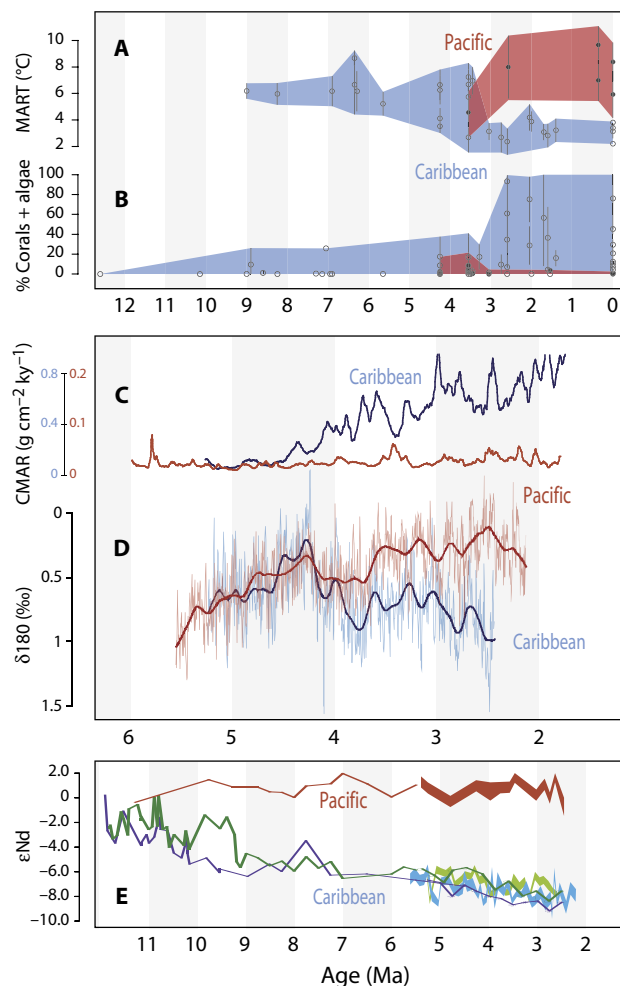 A
Pacific
MART (°C)
10
8
6
4
2
B
Caribbean
% Corals + algae
100
80
60
40
20
0
12 11 10 9 8 7 6 5 4 3 2 1 0
C
Caribbean
CMAR (g cm−2 ky−1)
0.8 0.2
0.4 0.1
0 0
D
Pacific
Caribbean
δ180 (‰)
0
0.5
1
1.5
6 5 4 3 2
εNd
2.0
0
−2.0
−4.0
−6.0
−8.0
−10.0
Pacific
E
Caribbean
11 10 9 8 7 6 5 4 3 2
Age (Ma)